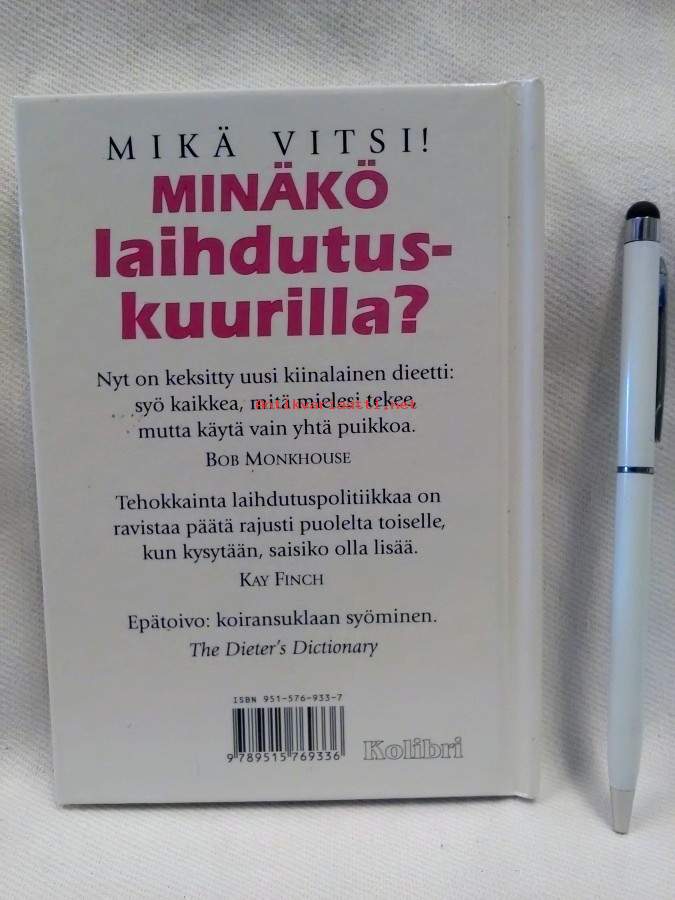 MIKÄ VITSI!
MINÄKÖ
laihdutus-
kuurilla?
Nyt on keksitty uusi kiinalainen dieetti:
syö kaikkea, mitä mielesi tekee,
Antikvariaatti.net
mutta käytä vain yhtä puikkoa.
BOB MONKHOUSE
Tehokkainta laihdutuspolitiikkaa on
ravistaa päätä rajusti puolelta toiselle,
kun kysytään, saisiko olla lisää.
KAY FINCH
Epätoivo: koiransuklaan syöminen.
The Dieter's Dictionary
ISBN 951-576-933-7
9 789515 769336
Kolibri